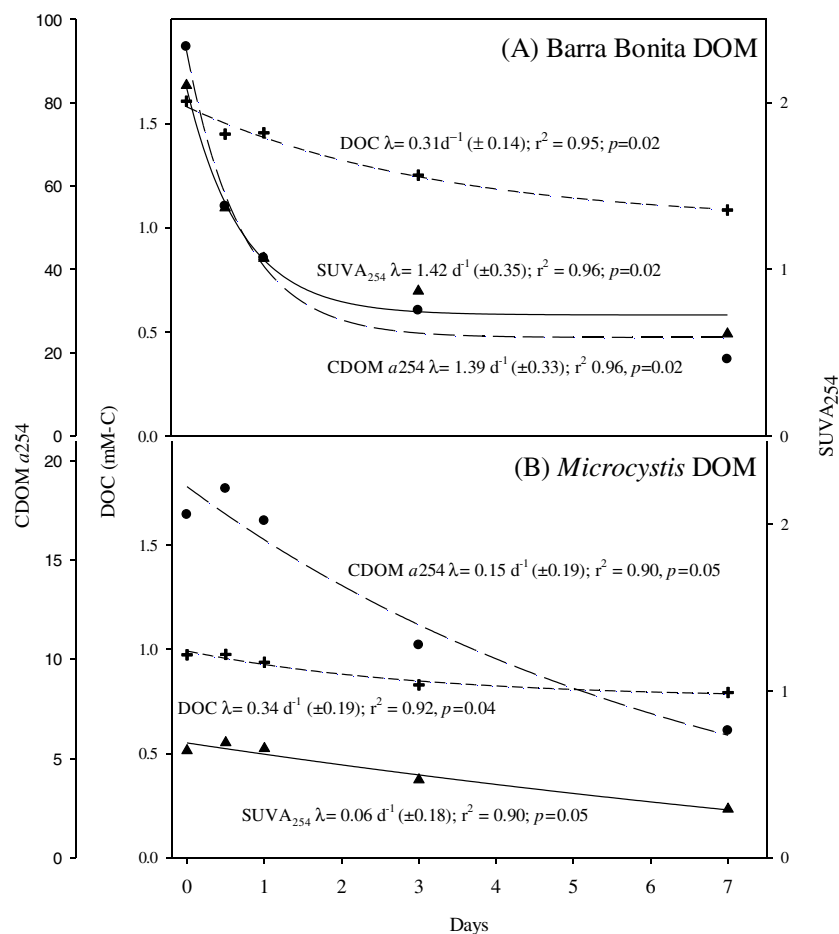 100
80
60
40
20
0
CDOM a254
20
15
10
5
0
DOC (mM-C)
1.5
1.0
0.5
0.0
1.5
1.0
0.5
0.0
(A) Barra Bonita DOM
DOC λ= 0.31d⁻¹ (± 0.14); r² = 0.95; p=0.02
SUVA₂₅₄ λ= 1.42 d⁻¹ (±0.35); r² = 0.96; p=0.02
CDOM a254 λ= 1.39 d⁻¹ (±0.33); r² 0.96, p=0.02
2
1
0
SUVA₂₅₄
(B) Microcystis DOM
CDOM a254 λ= 0.15 d⁻¹ (±0.19); r² = 0.90, p=0.05
DOC λ= 0.34 d⁻¹ (±0.19); r² = 0.92, p=0.04
SUVA₂₅₄ λ= 0.06 d⁻¹ (±0.18); r² = 0.90; p=0.05
2
1
0
0 1 2 3 4 5 6 7
Days